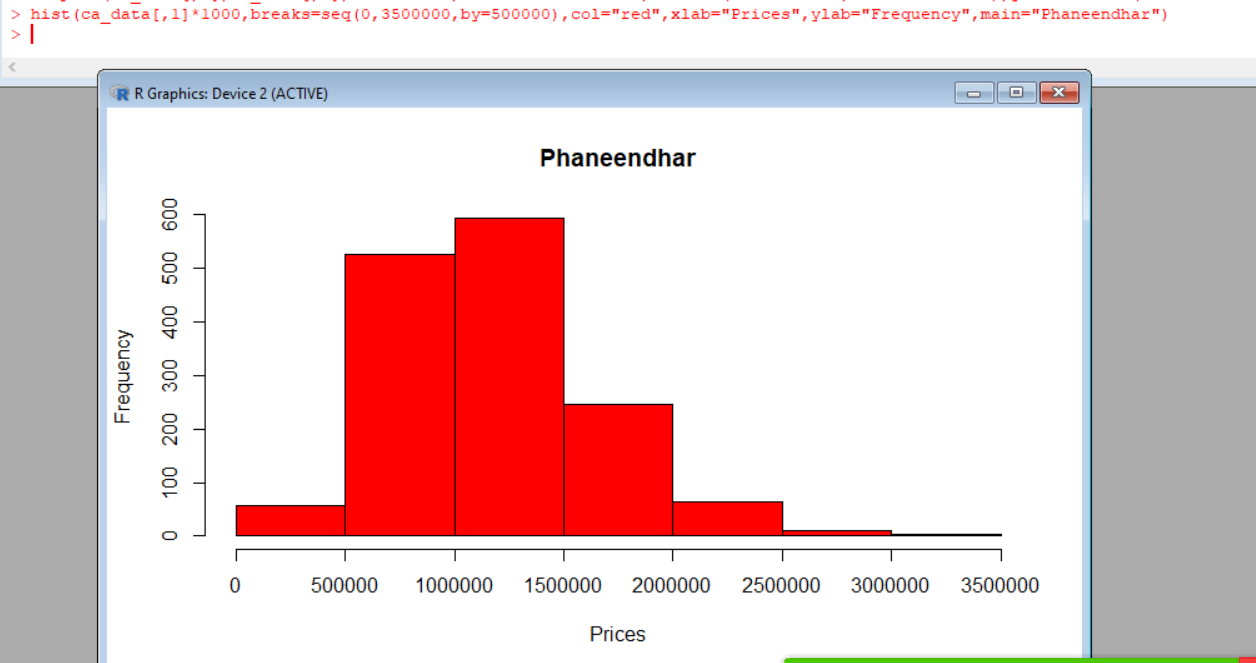 > hist(ca_data[,1]*1000,breaks=seq(0,3500000,by=500000),col="red",xlab="Prices",ylab="Frequency",main="Phaneendhar")
>
R Graphics: Device 2 (ACTIVE)
Phaneendhar
600
500
400
300
200
100
0
Frequency
0 500000 1000000 1500000 2000000 2500000 3000000 3500000
Prices